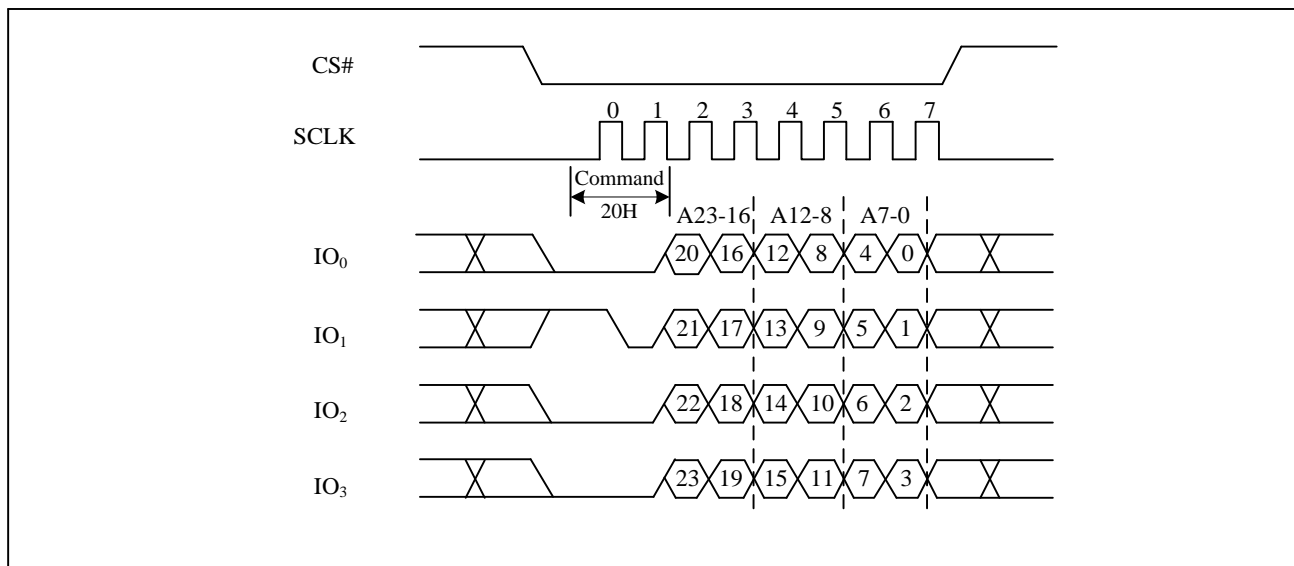 CS#
0 1 2 3 4 5 6 7
SCLK
Command
20H
A23-16 A12-8 A7-0
IO0 20 16 12 8 4 0
IO1 21 17 13 9 5 1
IO2 22 18 14 10 6 2
IO3 23 19 15 11 7 3